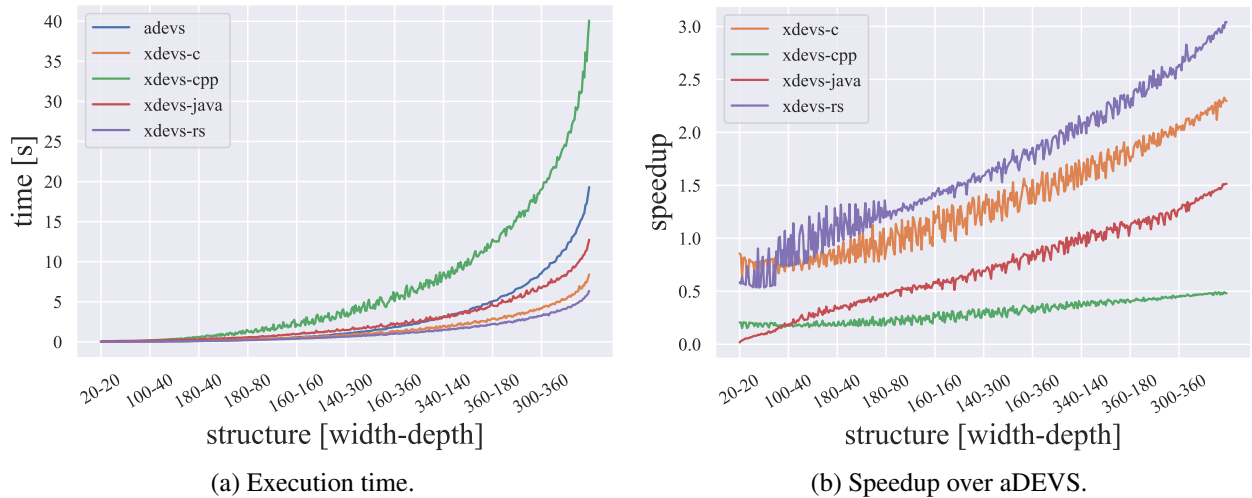 adevs
xdevs-c
xdevs-cpp
xdevs-java
xdevs-rs
time [s]
40
35
30
25
20
15
10
5
0
20-20
100-40
180-40
180-80
160-160
140-300
160-360
340-140
360-180
300-360
structure [width-depth]
(a) Execution time.
xdevs-c
xdevs-cpp
xdevs-java
xdevs-rs
speedup
3.0
2.5
2.0
1.5
1.0
0.5
0.0
20-20
100-40
180-40
180-80
160-160
140-300
160-360
340-140
360-180
300-360
structure [width-depth]
(b) Speedup over aDEVS.